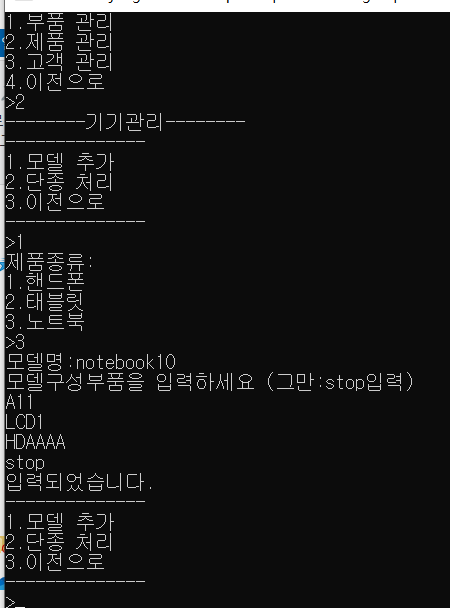 1.부품 관리
2.제품 관리
3.고객 관리
4.이전으로
>2
--------기기관리--------
--------------
1.모델 추가
2.단종 처리
3.이전으로
--------------
>1
제품종류:
1.핸드폰
2.태블릿
3.노트북
>3
모델명:notebook10
모델구성부품을 입력하세요 (그만:stop입력)
A11
LCD1
HDAAAA
stop
입력되었습니다.
--------------
1.모델 추가
2.단종 처리
3.이전으로
--------------
>_